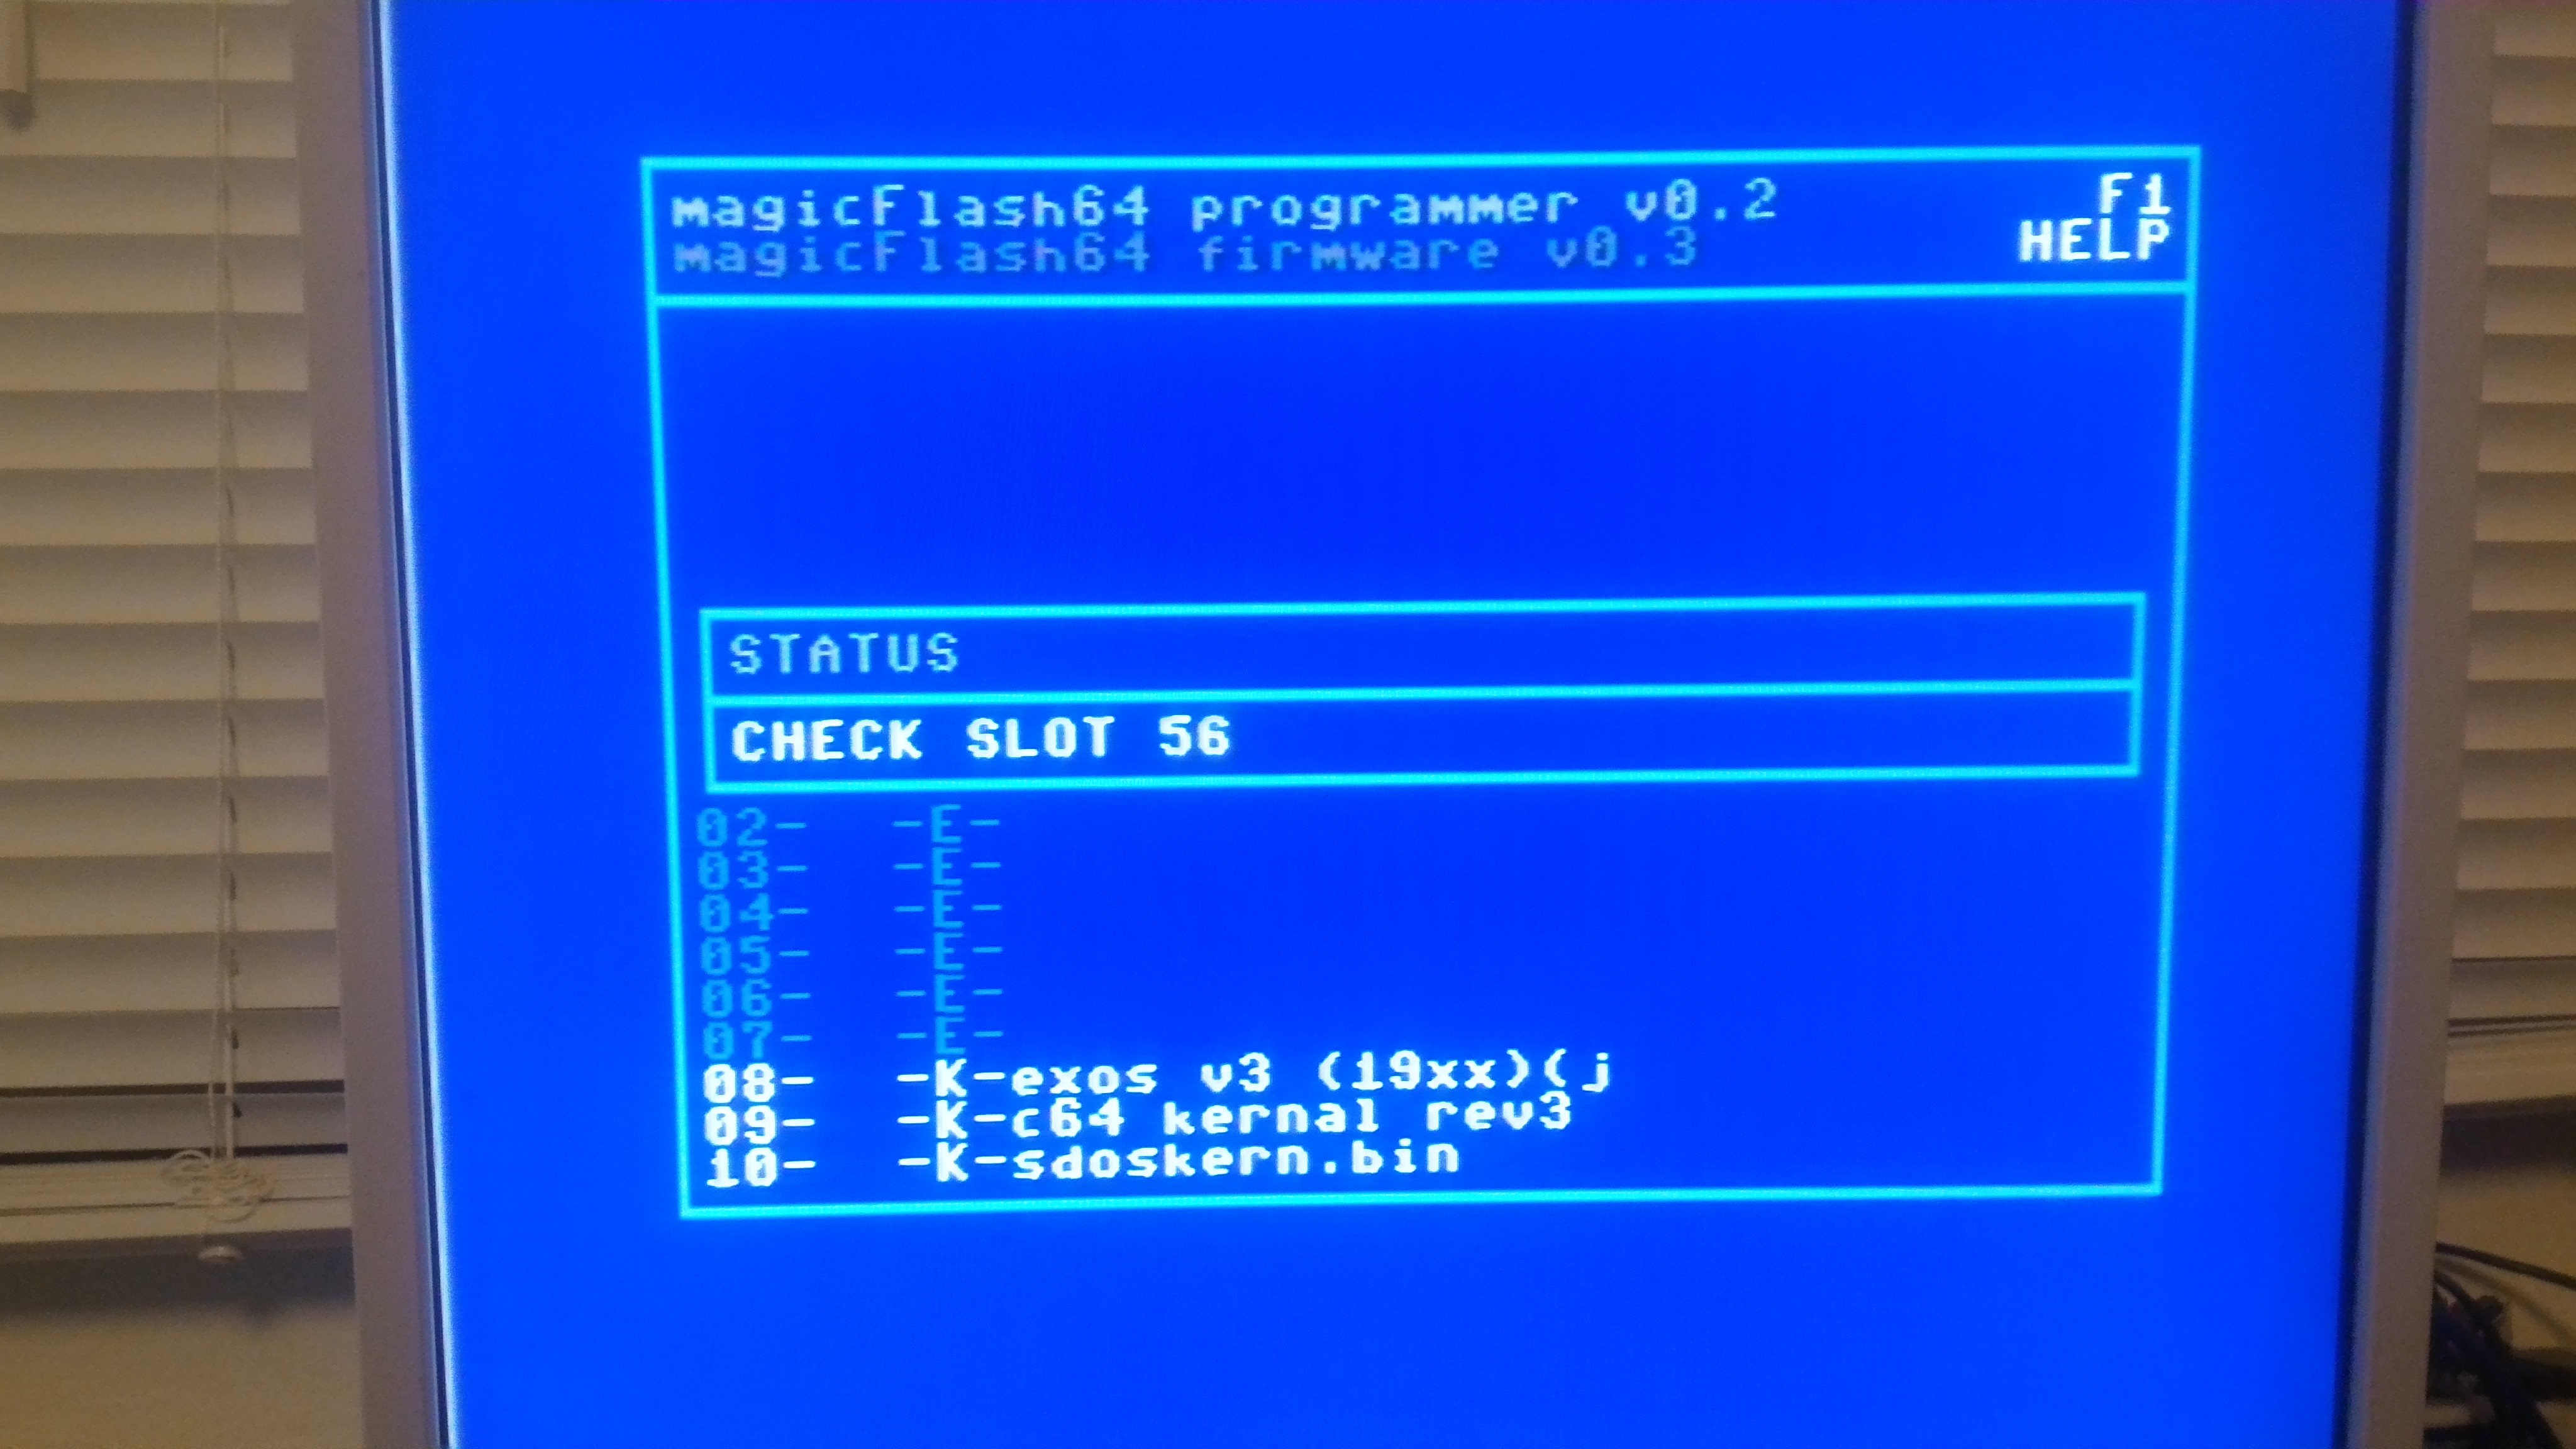 magicFlash64 programmer v0.2 F1
magicFlash64 firmware v0.3 HELP
STATUS
CHECK SLOT 56
02- -E-
03- -E-
04- -E-
05- -E-
06- -E-
07- -E-
08- -K-exos v3 (19xx)(j
09- -K-c64 kernal rev3
10- -K-sdoskern.bin